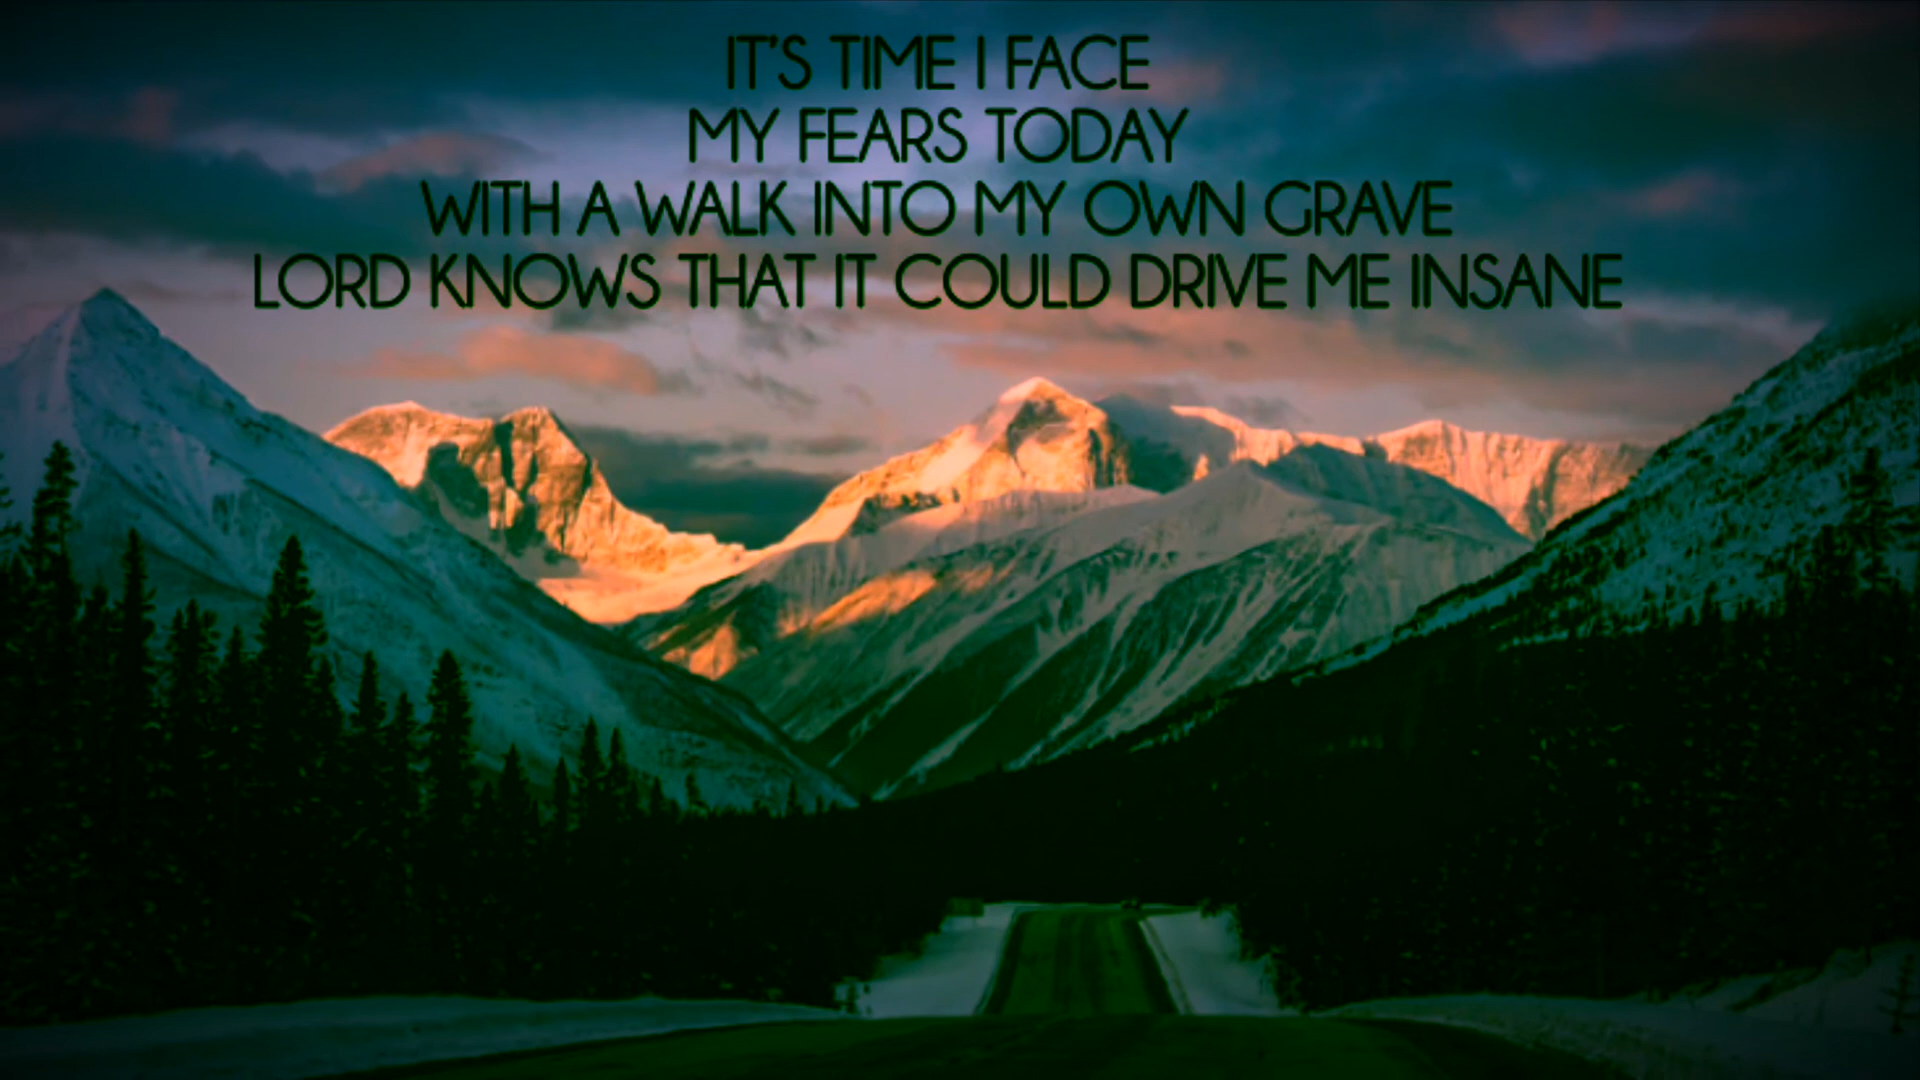 IT'S TIME I FACE
MY FEARS TODAY
WITH A WALK INTO MY OWN GRAVE
LORD KNOWS THAT IT COULD DRIVE ME INSANE